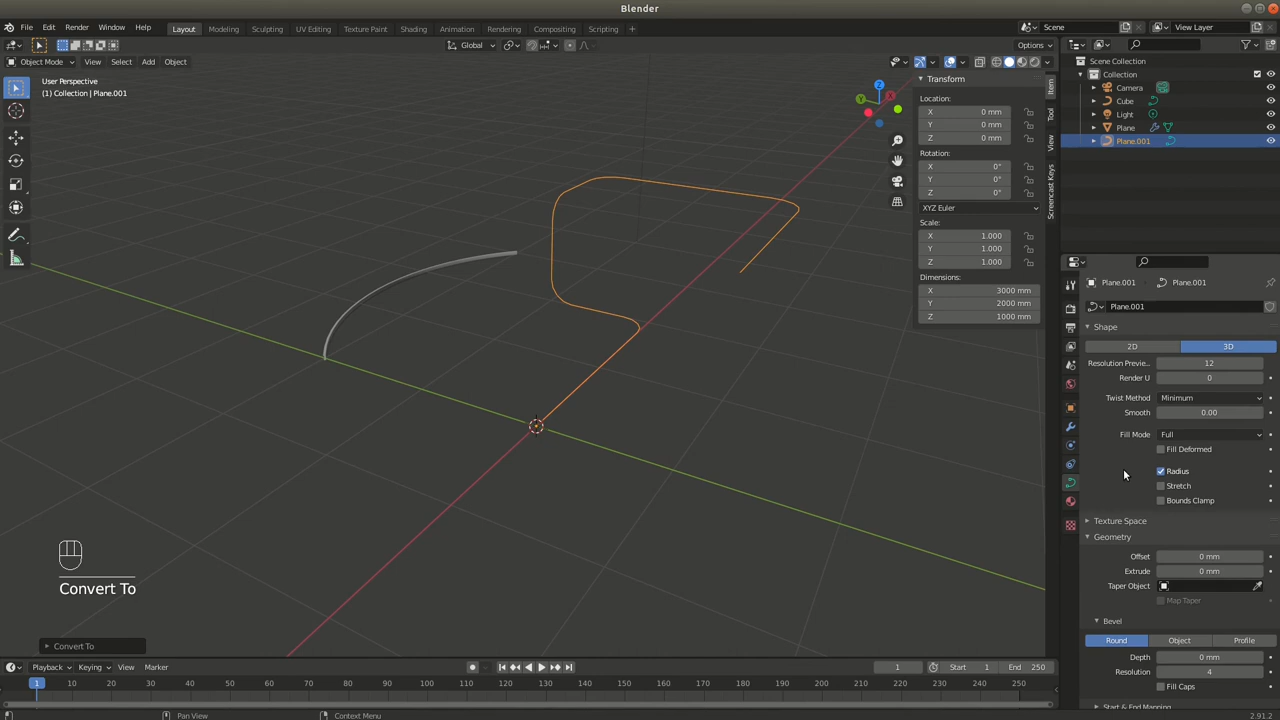 Blender
File Edit Render Window Help
Layout Modeling Sculpting UV Editing Texture Paint Shading Animation Rendering Compositing Scripting +
Scene
View Layer
Global
Options
Object Mode View Select Add Object
User Perspective
(1) Collection | Plane.001
Z
Y
X
Transform
Location:
X 0 mm
Y 0 mm
Z 0 mm
Rotation:
X 0°
Y 0°
Z 0°
XYZ Euler
Scale:
X 1.000
Y 1.000
Z 1.000
Dimensions:
X 3000 mm
Y 2000 mm
Z 1000 mm
Item
Tool
View
Screencast Keys
Scene Collection
Collection
Camera
Cube
Light
Plane
Plane.001
Plane.001 Plane.001
Plane.001
Shape
2D 3D
Resolution Previe.. 12
Render U 0
Twist Method Minimum
Smooth 0.00
Fill Mode Full
Fill Deformed
Radius
Stretch
Bounds Clamp
Texture Space
Geometry
Offset 0 mm
Extrude 0 mm
Taper Object
Map Taper
Bevel
Round Object Profile
Depth 0 mm
Resolution 4
Fill Caps
Start & End Mapping
Convert To
Convert To
Playback Keying View Marker
1 Start 1 End 250
1 10 20 30 40 50 60 70 80 90 100 110 120 130 140 150 160 170 180 190 200 210 220 230 240 250
Pan View Context Menu 2.91.2